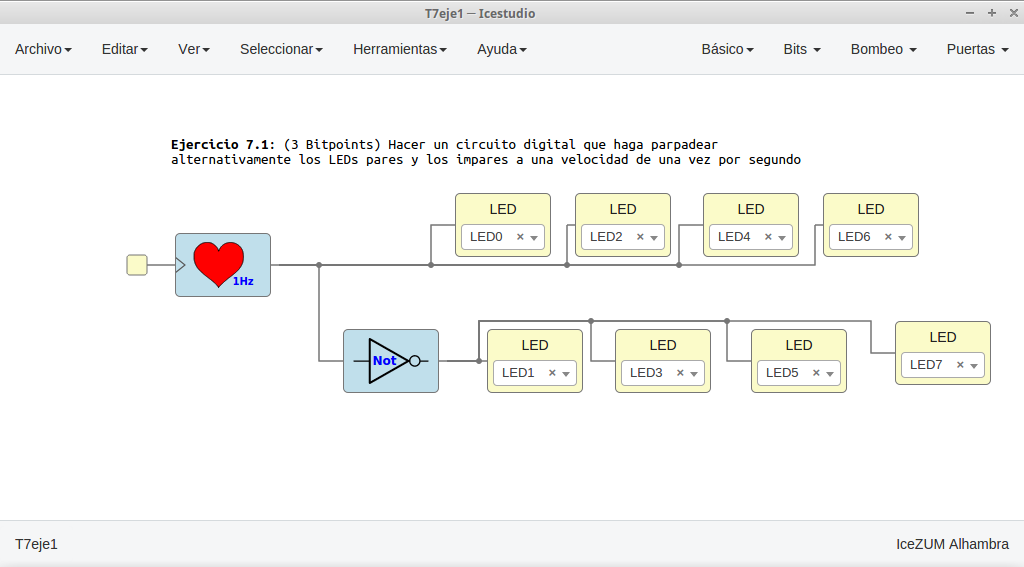 T7eje1 — Icestudio
Archivo Editar Ver Seleccionar Herramientas Ayuda Básico Bits Bombeo Puertas
Ejercicio 7.1: (3 Bitpoints) Hacer un circuito digital que haga parpadear
alternativamente los LEDs pares y los impares a una velocidad de una vez por segundo
LED LED LED LED
LED0 × LED2 × LED4 × LED6 ×
1Hz
LED LED LED LED
Not LED1 × LED3 × LED5 × LED7 ×
T7eje1 IceZUM Alhambra